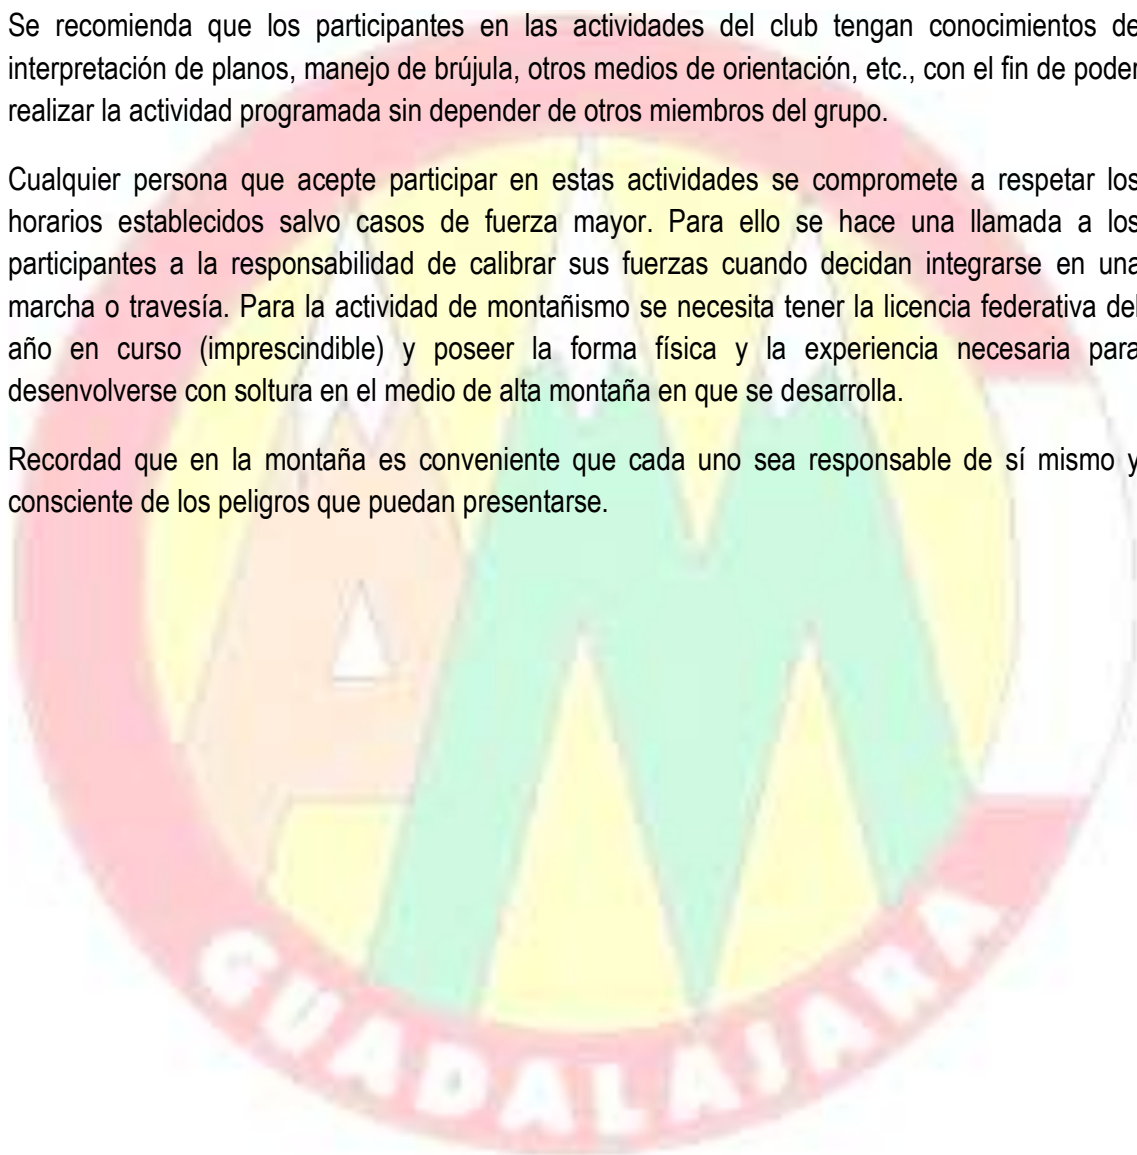 Se recomienda que los participantes en las actividades del club tengan conocimientos de
interpretación de planos, manejo de brújula, otros medios de orientación, etc., con el fin de poder
realizar la actividad programada sin depender de otros miembros del grupo.
Cualquier persona que acepte participar en estas actividades se compromete a respetar los
horarios establecidos salvo casos de fuerza mayor. Para ello se hace una llamada a los
participantes a la responsabilidad de calibrar sus fuerzas cuando decidan integrarse en una
marcha o travesía. Para la actividad de montañismo se necesita tener la licencia federativa del
año en curso (imprescindible) y poseer la forma física y la experiencia necesaria para
desenvolverse con soltura en el medio de alta montaña en que se desarrolla.
Recordad que en la montaña es conveniente que cada uno sea responsable de sí mismo y
consciente de los peligros que puedan presentarse.
GUADALAJARA